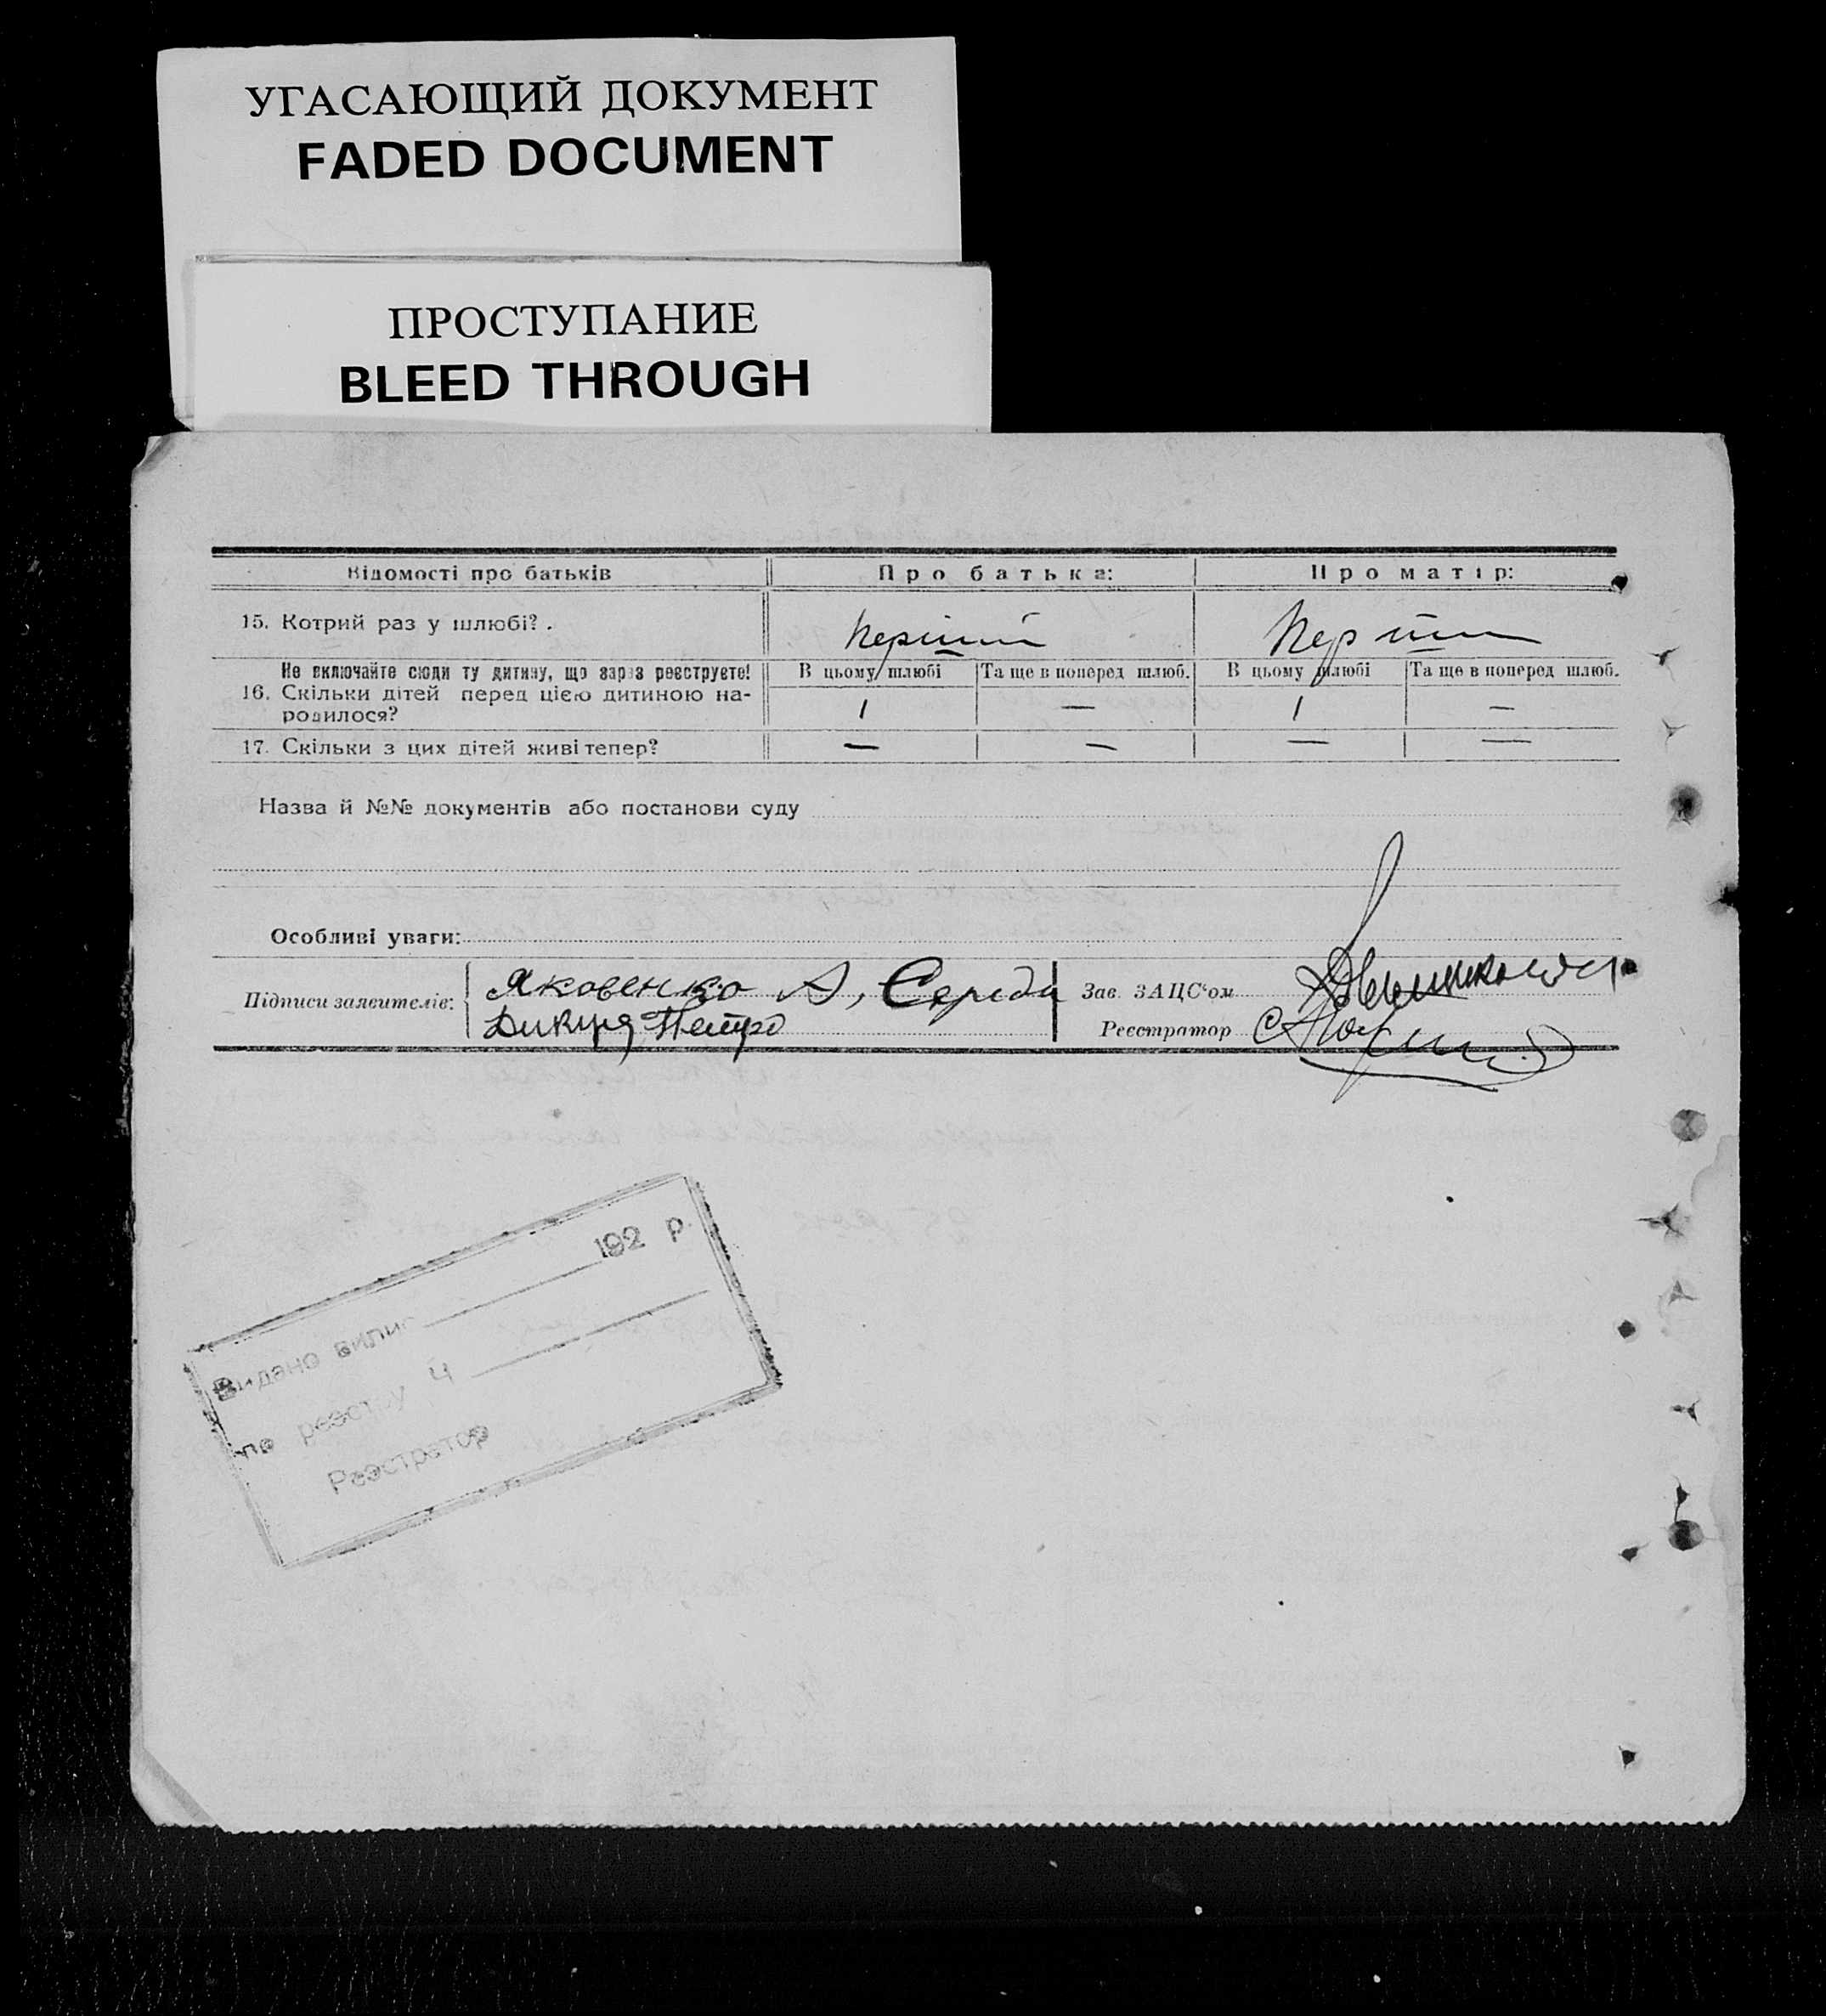 УГАСАЮЩИЙ ДОКУМЕНТ
FADED DOCUMENT
ПРОСТУПАНИЕ
BLEED THROUGH
Відомості про батьків Про батька: Про матір:
15. Котрий раз у шлюбі? . Перший Перший
Не включайте сюди ту дитину, що зараз реєструєте! В цьому шлюбі Та ще в поперед шлюб. В цьому шлюбі Та ще в поперед шлюб.
16. Скільки дітей перед цією дитиною на-
родилося? 1 — 1 —
17. Скільки з цих дітей живі тепер? — — — —
Назва й №№ документів або постанови суду
Особливі уваги:
Підписи заявителів: Яковенко А, Середа Зав. ЗАЦС'ом
Дикуня Петро Реєстратор
192 р.
Видано випис
по реєстру Ч
Реєстратор